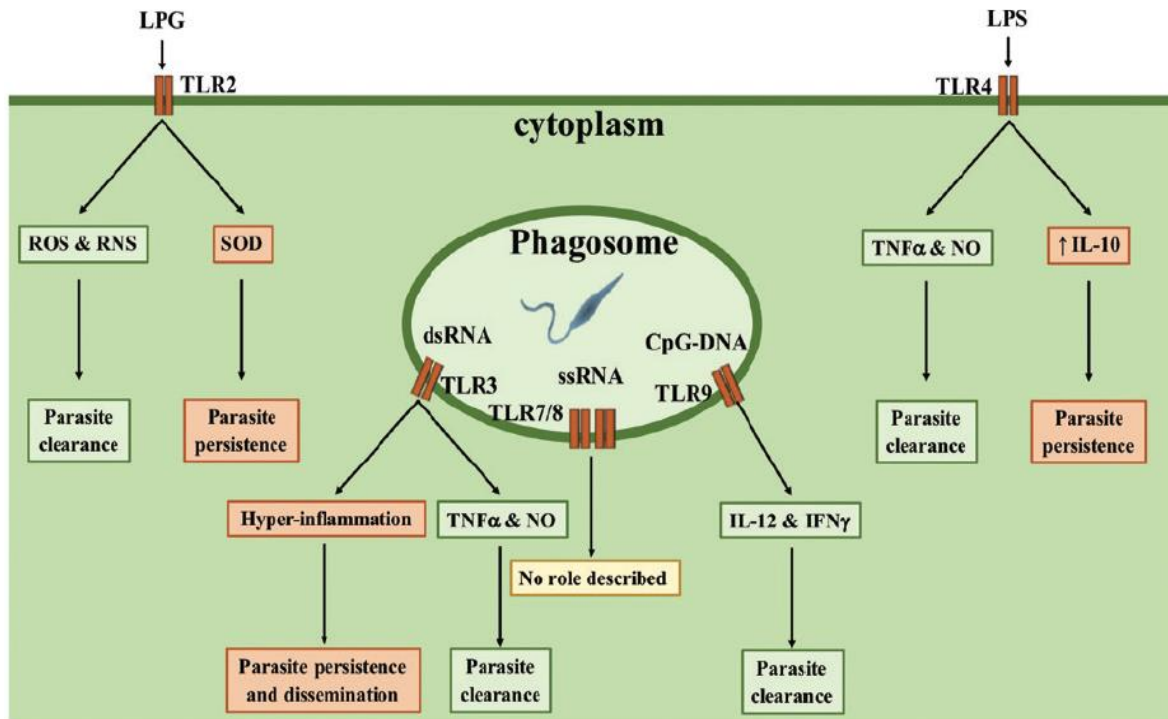 LPG
LPS
TLR2
TLR4
cytoplasm
ROS & RNS
SOD
Phagosome
TNFα & NO
↑ IL-10
dsRNA
CpG-DNA
TLR3
ssRNA
TLR9
TLR7/8
Parasite
clearance
Parasite
persistence
Parasite
clearance
Parasite
persistence
Hyper-inflammation
TNFα & NO
IL-12 & IFNγ
No role described
Parasite persistence
and dissemination
Parasite
clearance
Parasite
clearance